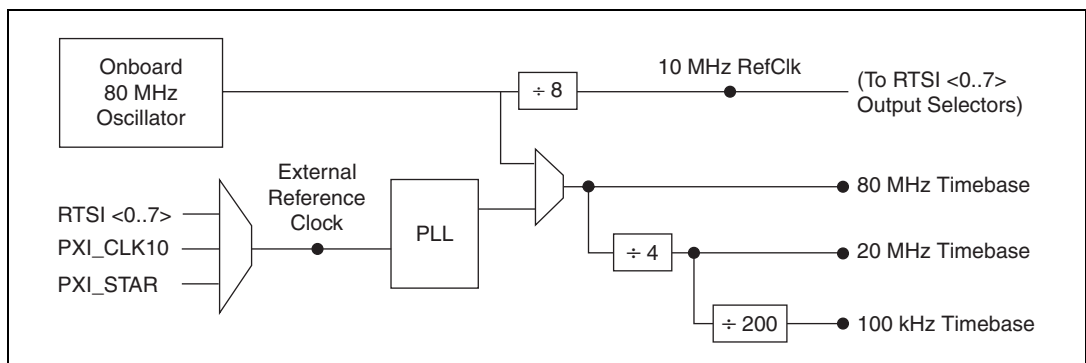 Onboard
80 MHz
Oscillator
÷ 8
10 MHz RefClk
(To RTSI <0..7>
Output Selectors)
External
Reference
Clock
RTSI <0..7>
PXI_CLK10
PXI_STAR
PLL
80 MHz Timebase
÷ 4
20 MHz Timebase
÷ 200
100 kHz Timebase